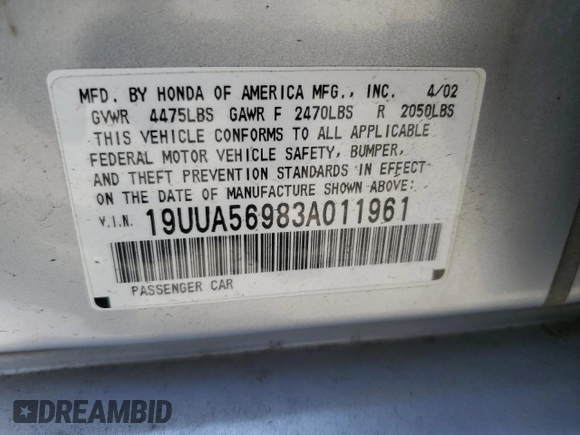 MFD. BY HONDA OF AMERICA MFG., INC. 4/02
GVWR 4475LBS GAWR F 2470LBS R 2050LBS
THIS VEHICLE CONFORMS TO ALL APPLICABLE
FEDERAL MOTOR VEHICLE SAFETY, BUMPER,
AND THEFT PREVENTION STANDARDS IN EFFECT
ON THE DATE OF MANUFACTURE SHOWN ABOVE.
V.I.N. 19UUA56983A011961
PASSENGER CAR
DREAMBID